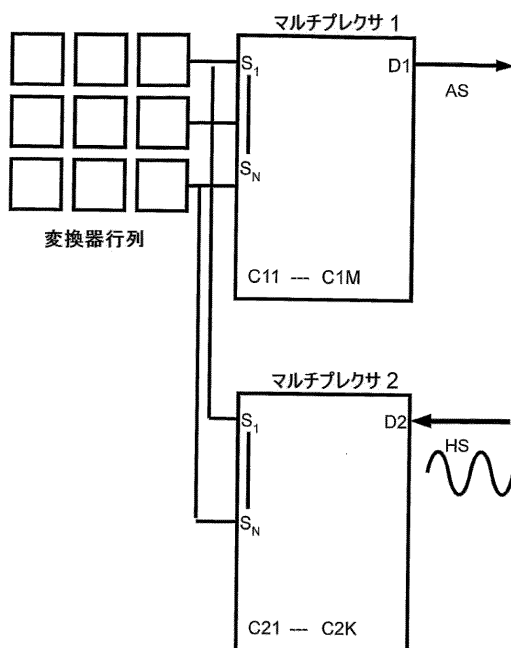 マルチプレクサ 1
S1
D1
AS
SN
変換器行列
C11 --- C1M
マルチプレクサ 2
S1
D2
HS
SN
C21 --- C2K